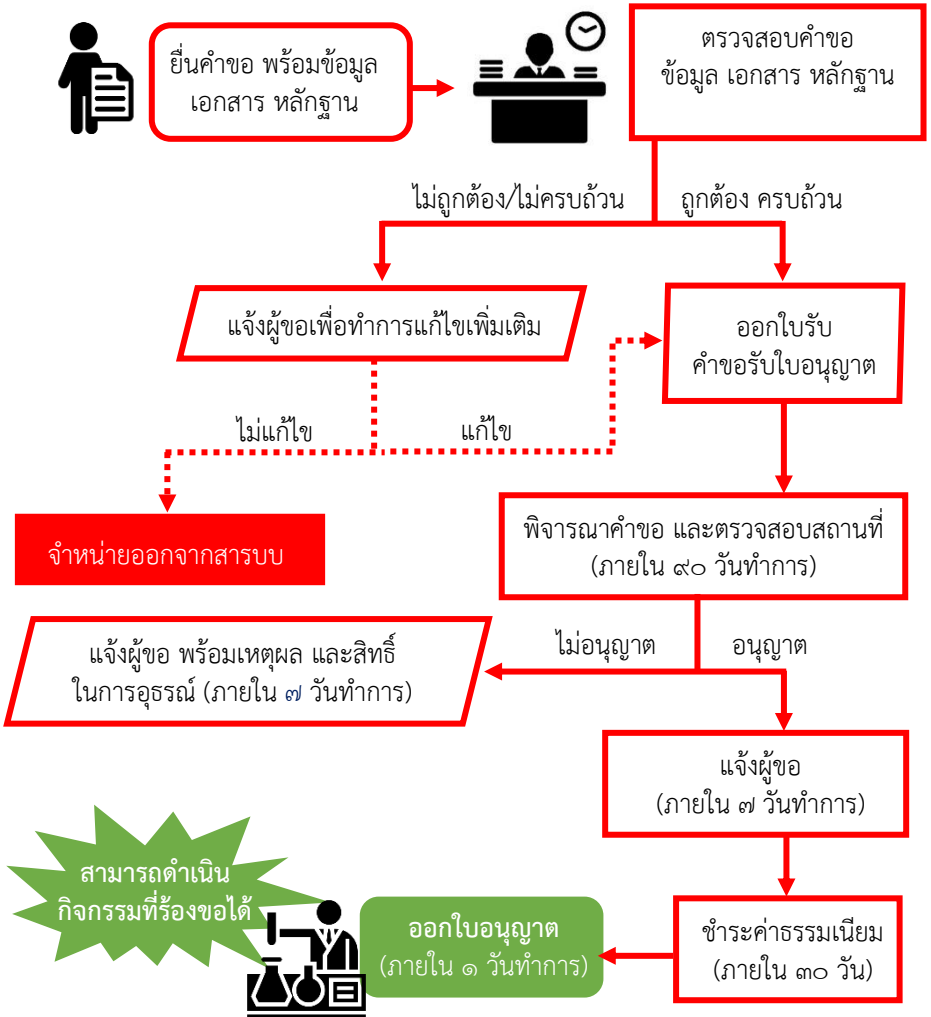 ยื่นคำขอ พร้อมข้อมูล
เอกสาร หลักฐาน
ตรวจสอบคำขอ
ข้อมูล เอกสาร หลักฐาน
ไม่ถูกต้อง/ไม่ครบถ้วน
ถูกต้อง ครบถ้วน
แจ้งผู้ขอเพื่อทำการแก้ไขเพิ่มเติม
ออกใบรับ
คำขอรับใบอนุญาต
ไม่แก้ไข
แก้ไข
จำหน่ายออกจากสารบบ
พิจารณาคำขอ และตรวจสอบสถานที่
(ภายใน ๙๐ วันทำการ)
ไม่อนุญาต
อนุญาต
แจ้งผู้ขอ พร้อมเหตุผล และสิทธิ์
ในการอุธรณ์ (ภายใน ๗ วันทำการ)
แจ้งผู้ขอ
(ภายใน ๗ วันทำการ)
สามารถดำเนิน
กิจกรรมที่ร้องขอได้
ออกใบอนุญาต
(ภายใน ๑ วันทำการ)
ชำระค่าธรรมเนียม
(ภายใน ๓๐ วัน)